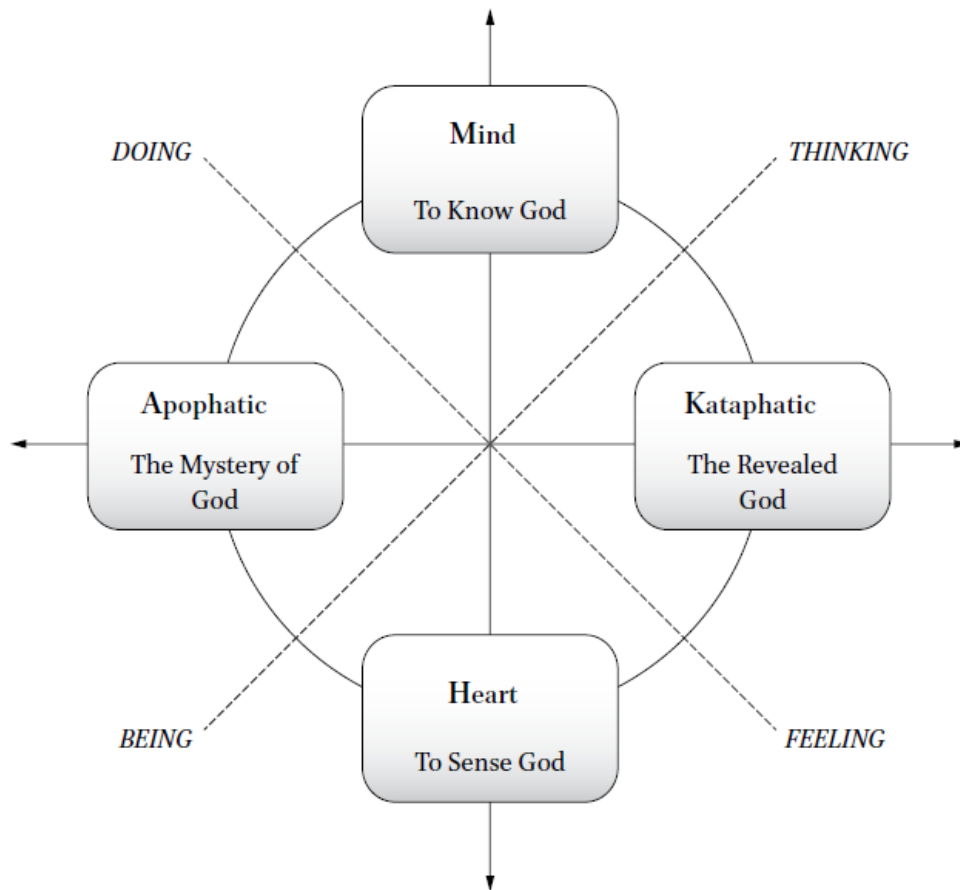 Mind
To Know God
DOING
THINKING
Apophatic
The Mystery of
God
Kataphatic
The Revealed
God
BEING
FEELING
Heart
To Sense God